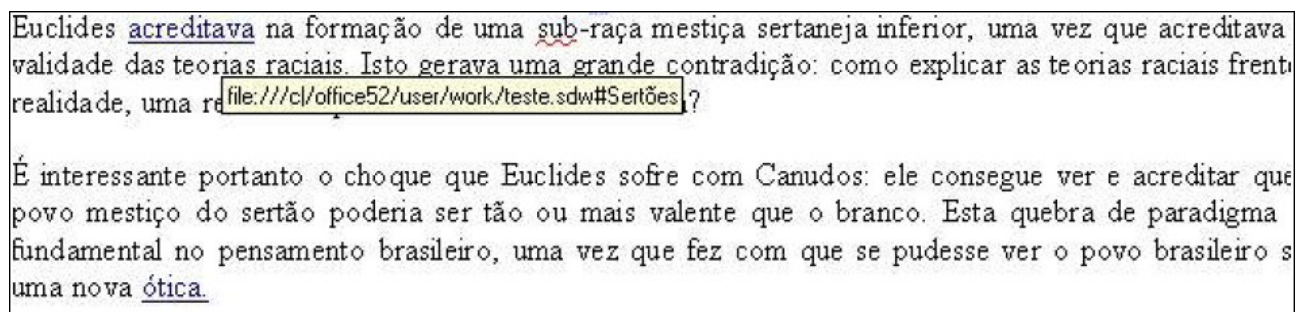 Euclides acreditava na formação de uma sub-raça mestiça sertaneja inferior, uma vez que acreditava
validade das teorias raciais. Isto gerava uma grande contradição: como explicar as teorias raciais
realidade, uma
file:///c|/office52/user/work/teste.sdw#Sertões
?
É interessante portanto o choque que Euclides sofre com Canudos: ele consegue ver e acreditar que
povo mestiço do sertão poderia ser tão ou mais valente que o branco. Esta quebra de paradigma
fundamental no pensamento brasileiro, uma vez que fez com que se pudesse ver o povo brasileiro
uma nova ótica.